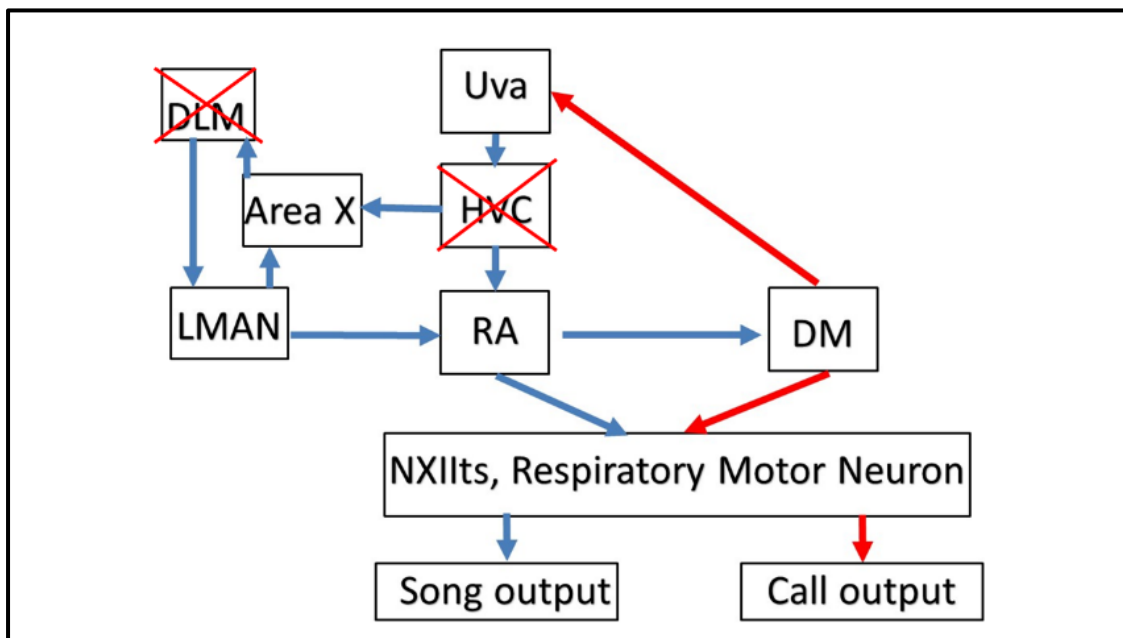 Uva
DLM
Area X
HVC
LMAN
RA
DM
NXIIts, Respiratory Motor Neuron
Song output
Call output